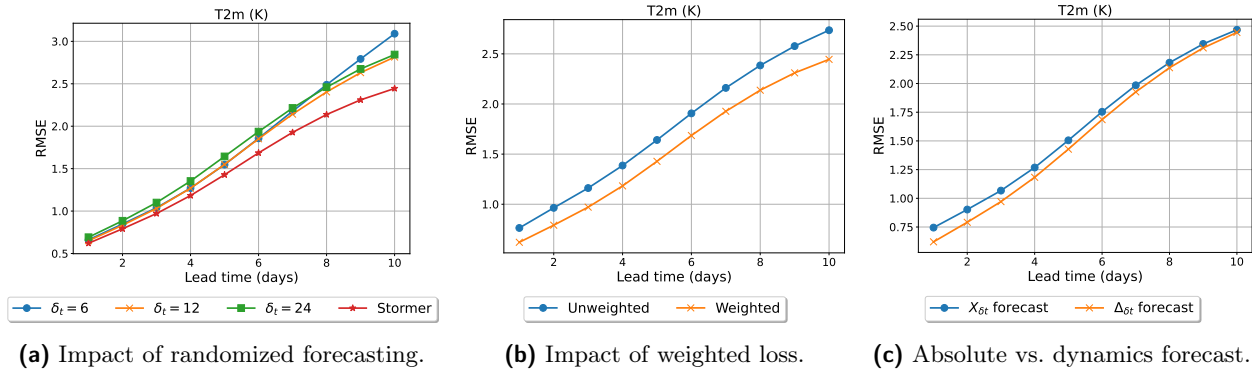 T2m (K)
RMSE
3.0
2.5
2.0
1.5
1.0
0.5
2 4 6 8 10
Lead time (days)
δt = 6 δt = 12 δt = 24 Stormer
(a) Impact of randomized forecasting.
T2m (K)
RMSE
2.5
2.0
1.5
1.0
2 4 6 8 10
Lead time (days)
Unweighted Weighted
(b) Impact of weighted loss.
T2m (K)
RMSE
2.50
2.25
2.00
1.75
1.50
1.25
1.00
0.75
2 4 6 8 10
Lead time (days)
Xδt forecast Δδt forecast
(c) Absolute vs. dynamics forecast.